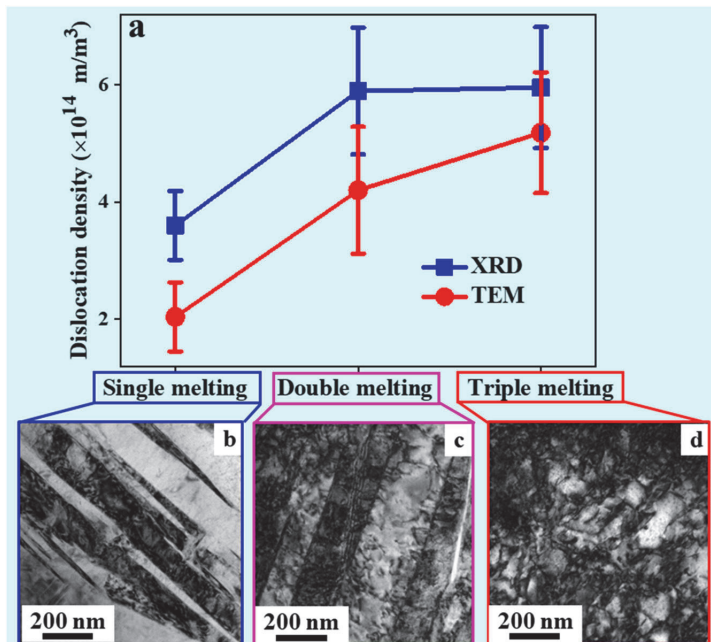 a
Dislocation density (×10¹⁴ m/m³)
6
4
2
XRD
TEM
Single melting
Double melting
Triple melting
b
c
d
200 nm
200 nm
200 nm